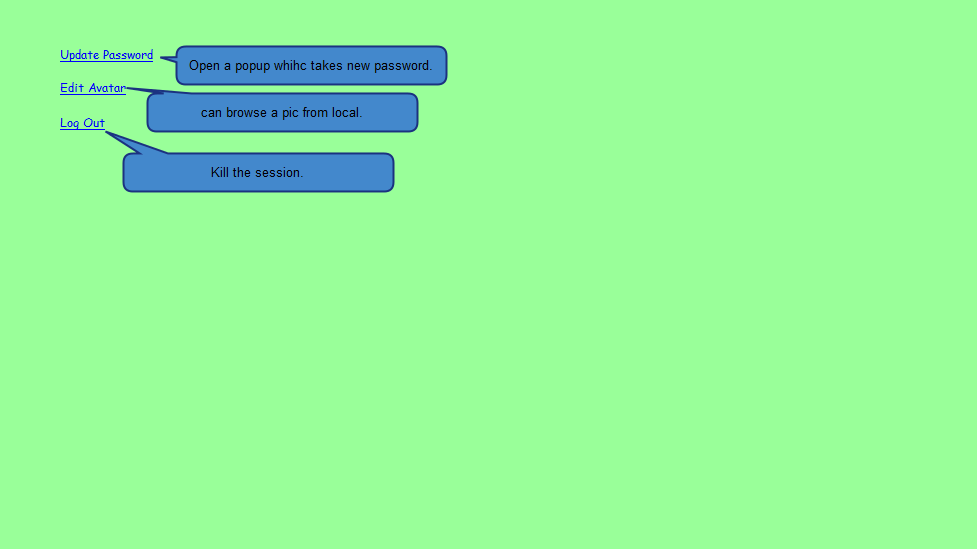 Update Password
Open a popup whihc takes new password.
Edit Avatar
can browse a pic from local.
Log Out
Kill the session.